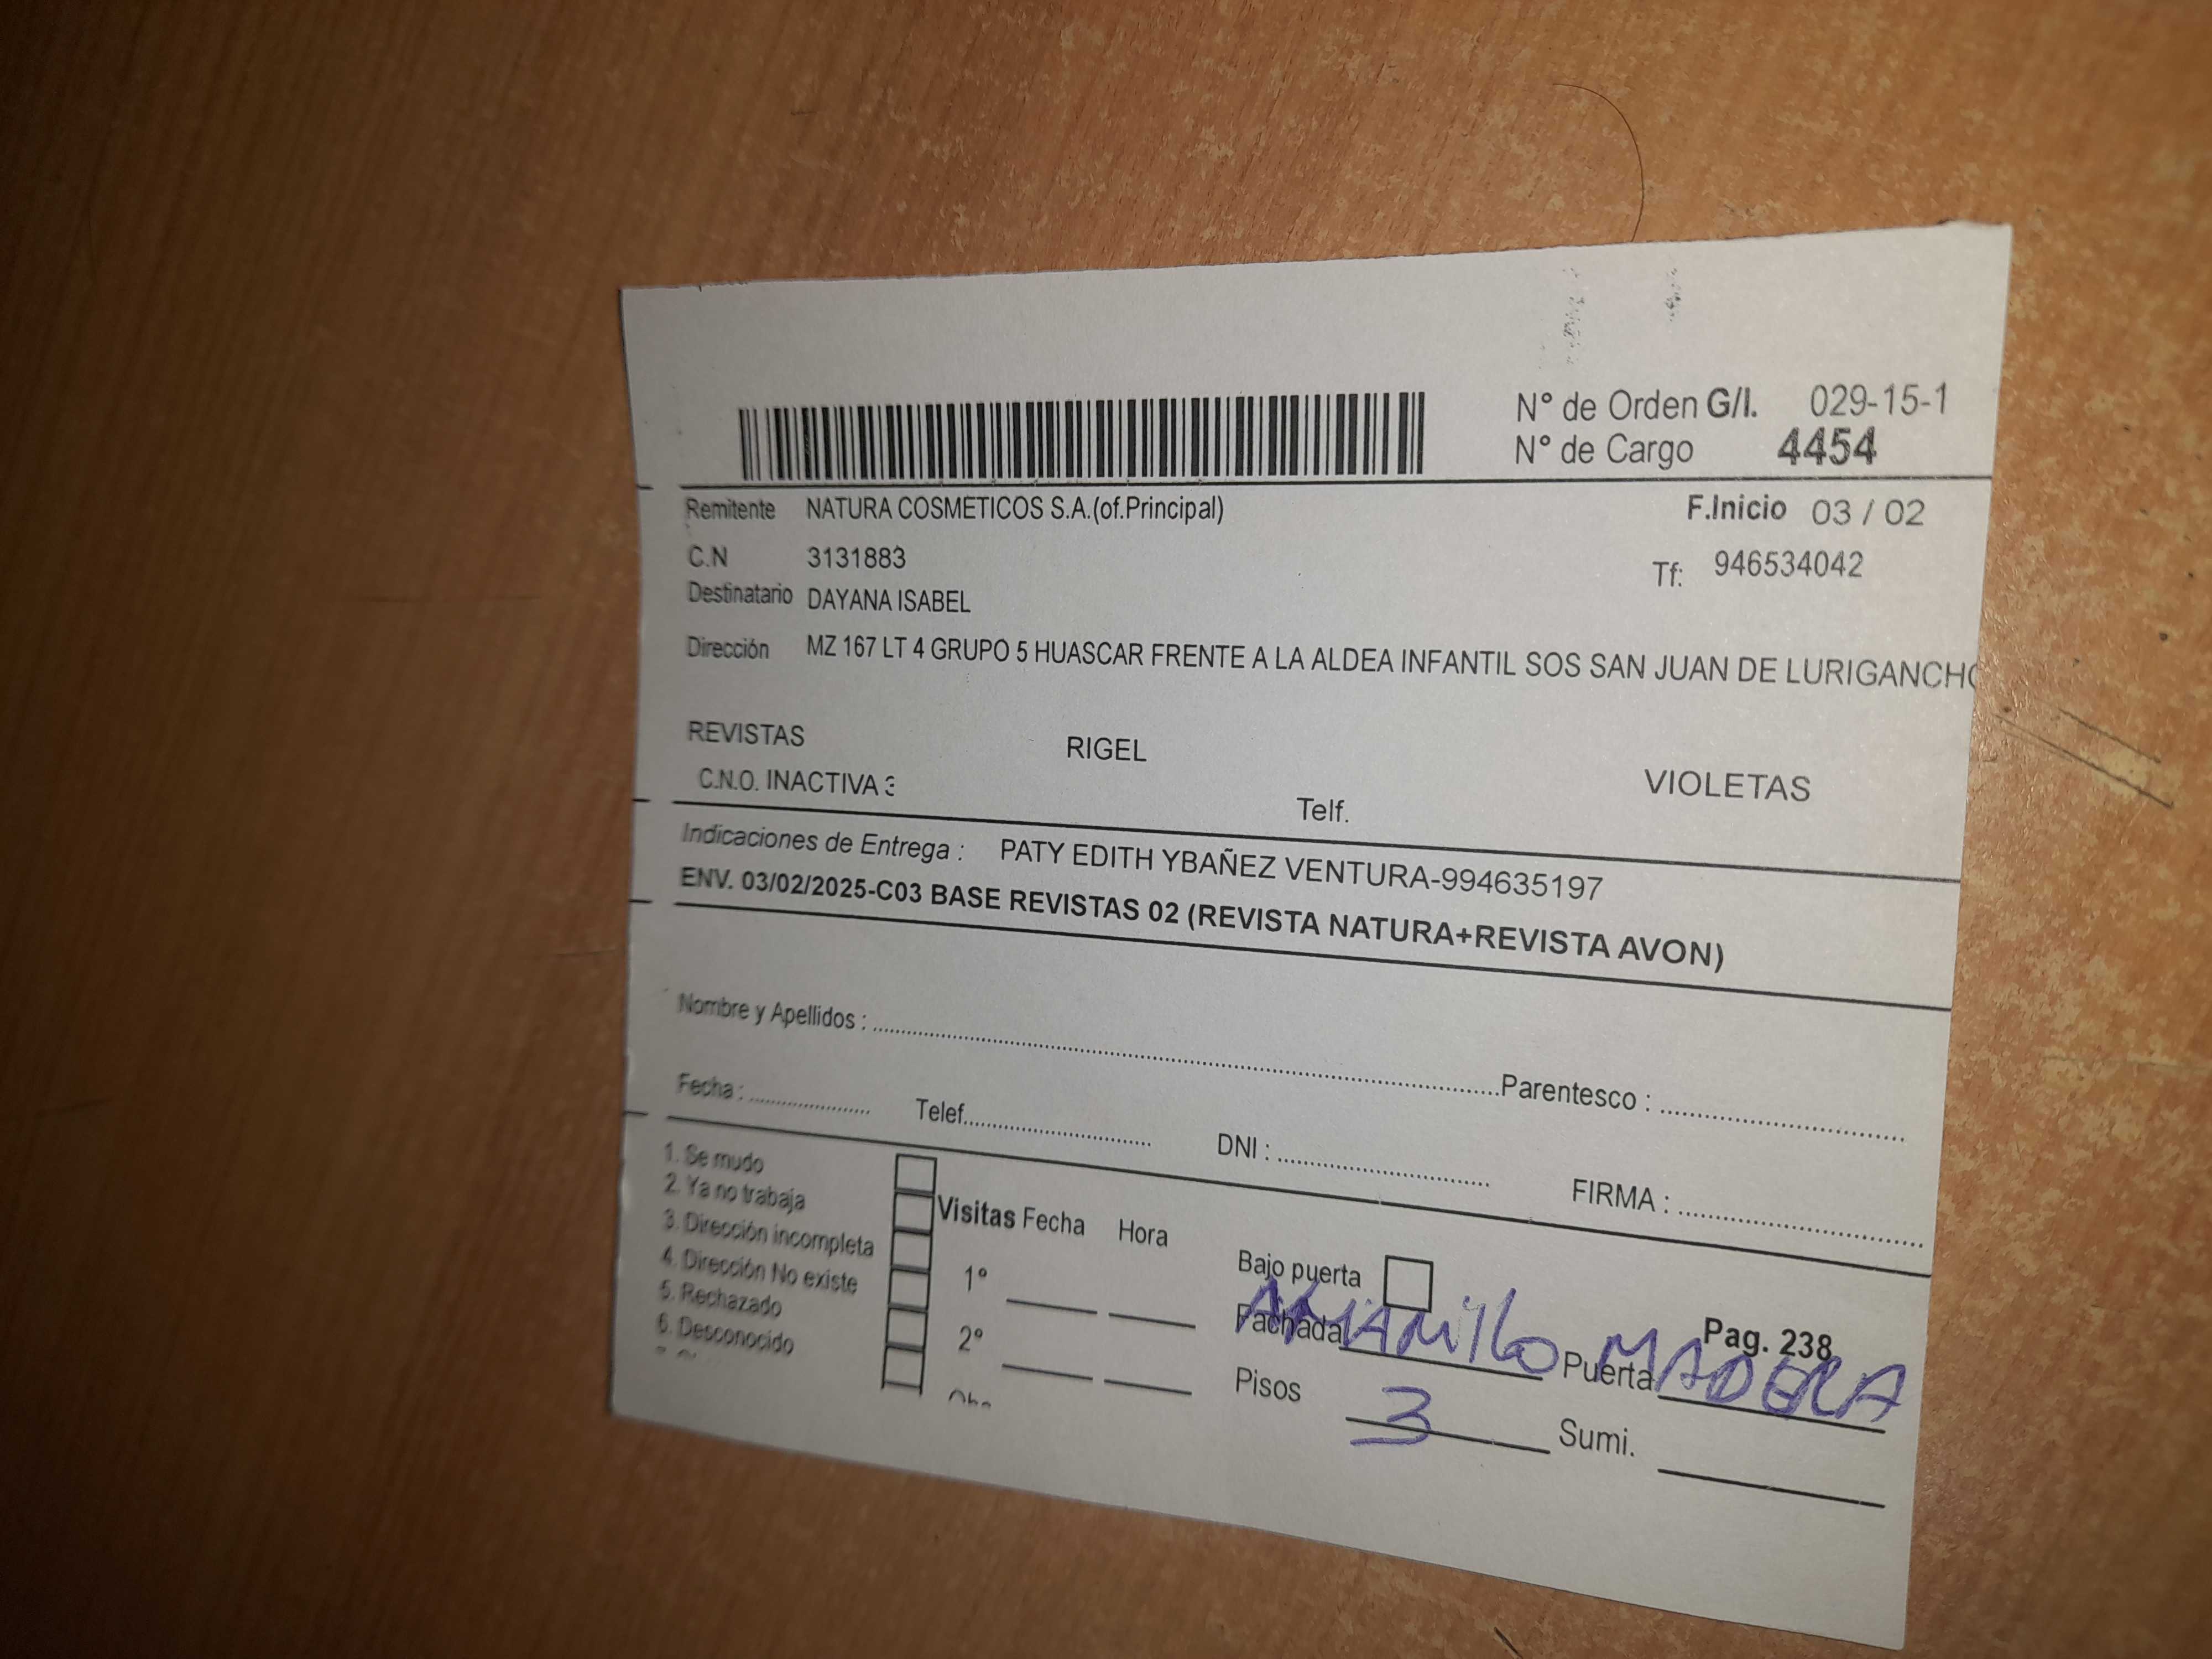 N° de Orden G/I. 029-15-1
N° de Cargo 4454
Remitente NATURA COSMETICOS S.A.(of.Principal) F.Inicio 03 / 02
C.N 3131883 Tf: 946534042
Destinatario DAYANA ISABEL
Dirección MZ 167 LT 4 GRUPO 5 HUASCAR FRENTE A LA ALDEA INFANTIL SOS SAN JUAN DE LURIGANCHO
REVISTAS RIGEL VIOLETAS
C.N.O. INACTIVA 3 Telf.
Indicaciones de Entrega : PATY EDITH YBAÑEZ VENTURA-994635197
ENV. 03/02/2025-C03 BASE REVISTAS 02 (REVISTA NATURA+REVISTA AVON)
Nombre y Apellidos : Parentesco :
Fecha : Telef. DNI : FIRMA :
1. Se mudo
2. Ya no trabaja
3. Dirección incompleta
4. Dirección No existe
5. Rechazado
6. Desconocido
Visitas Fecha Hora
1°
2°
Bajo puerta
Pag. 238
Fachada AMARILLO Puerta MADERA
Pisos 3 Sumi.